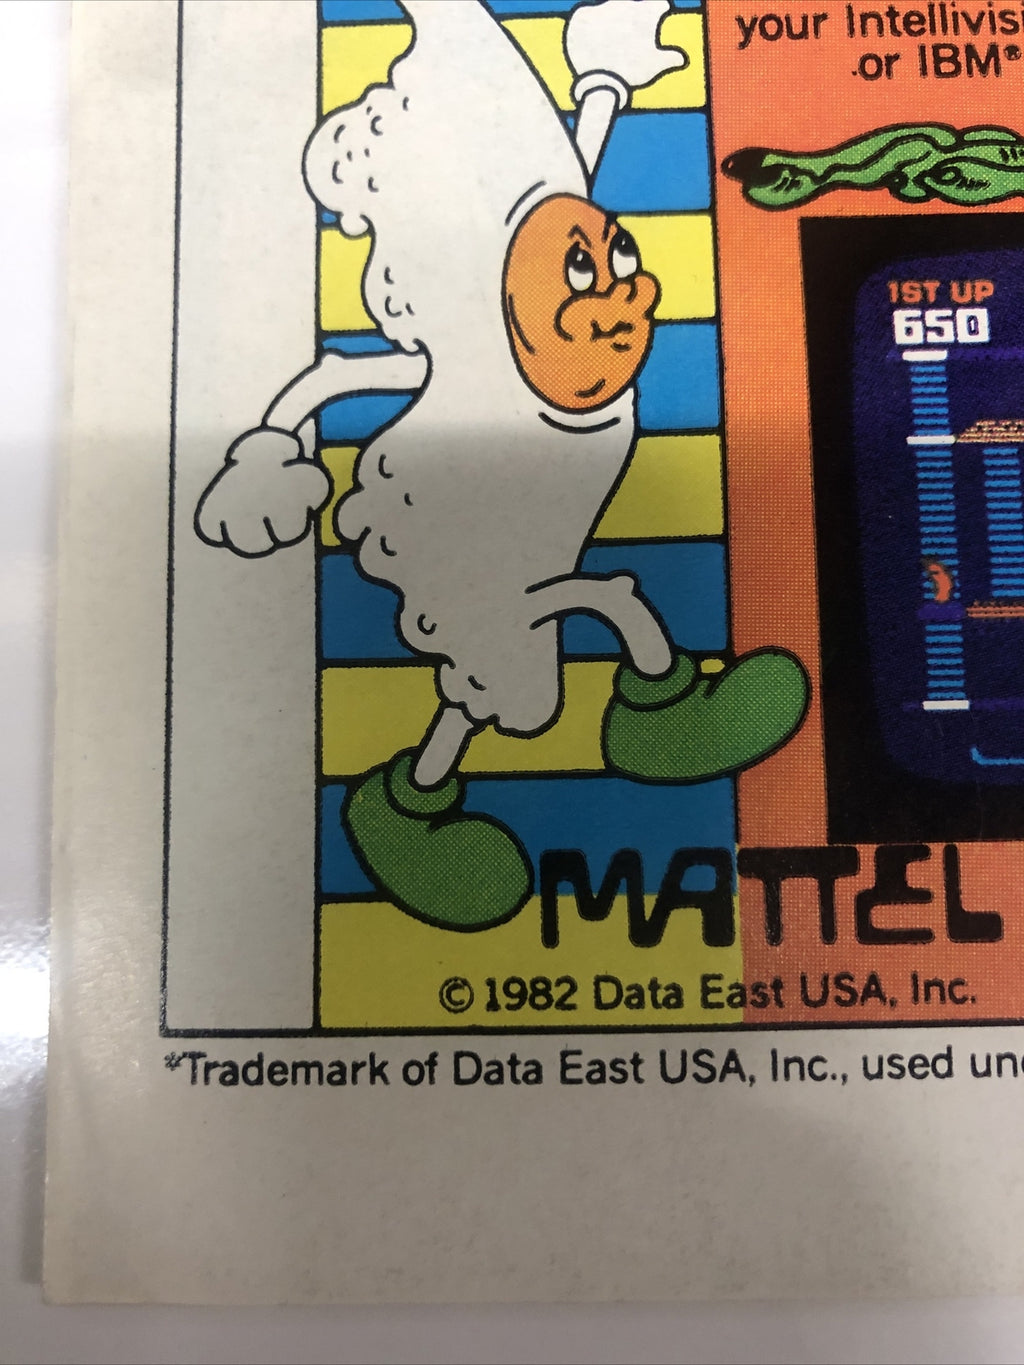 your Intellivisi
.or IBM®
1ST UP
650
MATTEL
© 1982 Data East USA, Inc.
*Trademark of Data East USA, Inc., used und